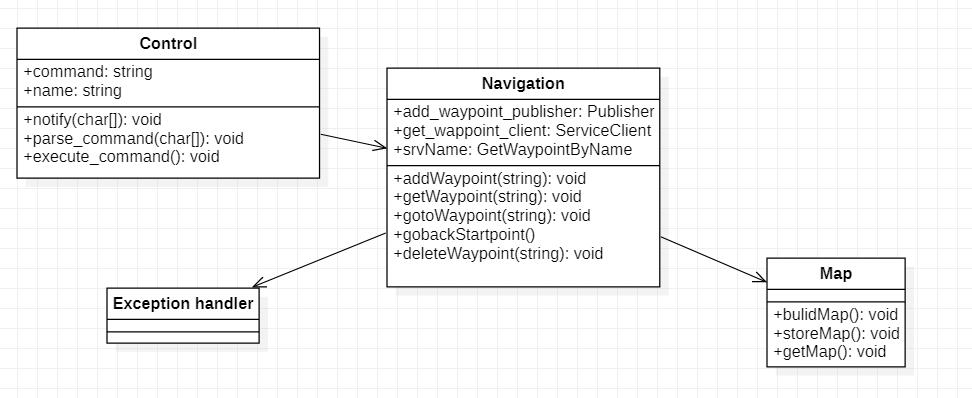 Control
+command: string
+name: string
+notify(char[]): void
+parse_command(char[]): void
+execute_command(): void
Navigation
+add_waypoint_publisher: Publisher
+get_wappoint_client: ServiceClient
+srvName: GetWaypointByName
+addWaypoint(string): void
+getWaypoint(string): void
+gotoWaypoint(string): void
+gobackStartpoint()
+deleteWaypoint(string): void
Exception handler
Map
+bulidMap(): void
+storeMap(): void
+getMap(): void